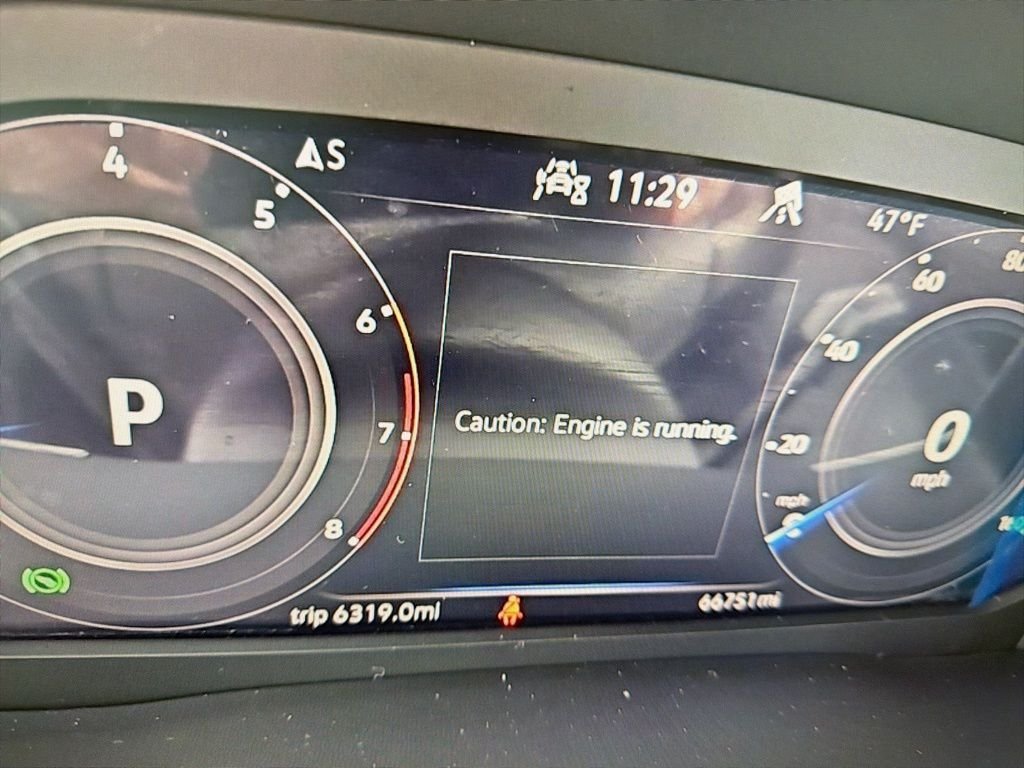 S
11:29
47°F
4
5
6
7
8
P
Caution: Engine is running.
80
60
40
20
mph
0
mph
trip 6319.0mi
66751mi